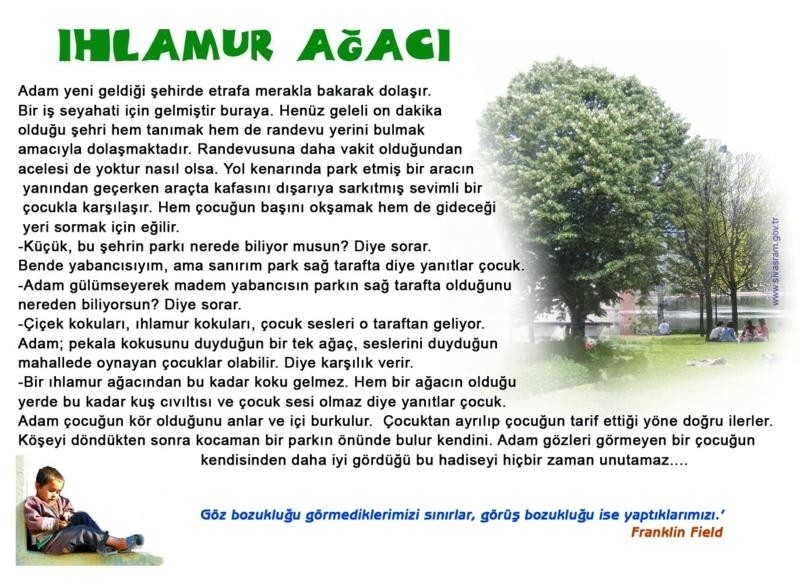 IHLAMUR AĞACI
Adam yeni geldiği şehirde etrafa merakla bakarak dolaşır.
Bir iş seyahati için gelmiştir buraya. Henüz geleli on dakika
olduğu şehri hem tanımak hem de randevu yerini bulmak
amacıyla dolaşmaktadır. Randevusuna daha vakit olduğundan
acelesi de yoktur nasıl olsa. Yol kenarında park etmiş bir aracın
yanından geçerken araçta kafasını dışarıya sarkıtmış sevimli bir
çocukla karşılaşır. Hem çocuğun başını okşamak hem de gideceği
yeri sormak için eğilir.
-Küçük, bu şehrin parkı nerede biliyor musun? Diye sorar.
Bende yabancısıyım, ama sanırım park sağ tarafta diye yanıtlar çocuk.
-Adam gülümseyerek madem yabancısın parkın sağ tarafta olduğunu
nereden biliyorsun? Diye sorar.
-Çiçek kokuları, ıhlamur kokuları, çocuk sesleri o taraftan geliyor.
Adam; pekala kokusunu duyduğun bir tek ağaç, seslerini duyduğun
mahallede oynayan çocuklar olabilir. Diye karşılık verir.
-Bir ıhlamur ağacından bu kadar koku gelmez. Hem bir ağacın olduğu
yerde bu kadar kuş cıvıltısı ve çocuk sesi olmaz diye yanıtlar çocuk.
Adam çocuğun kör olduğunu anlar ve içi burkulur. Çocuktan ayrılıp çocuğun tarif ettiği yöne doğru ilerler.
Köşeyi döndükten sonra kocaman bir parkın önünde bulur kendini. Adam gözleri görmeyen bir çocuğun
kendisinden daha iyi gördüğü bu hadiseyi hiçbir zaman unutamaz....
www.sivasram.gov.tr
Göz bozukluğu görmediklerimizi sınırlar, görüş bozukluğu ise yaptıklarımızı.’
Franklin Field